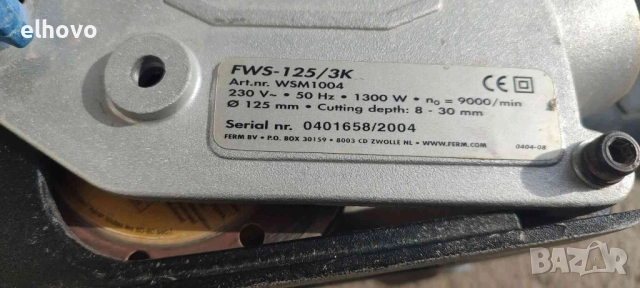 elhovo
FWS-125/3K
Art.nr. WSM1004
230 V~ • 50 Hz • 1300 W • n₀ = 9000/min
Ø 125 mm • Cutting depth: 8 - 30 mm
Serial nr. 0401658/2004
FERM BV • P.O. BOX 30159 • 8003 CD ZWOLLE NL • WWW.FERM.COM
0404-08
CE
bazar